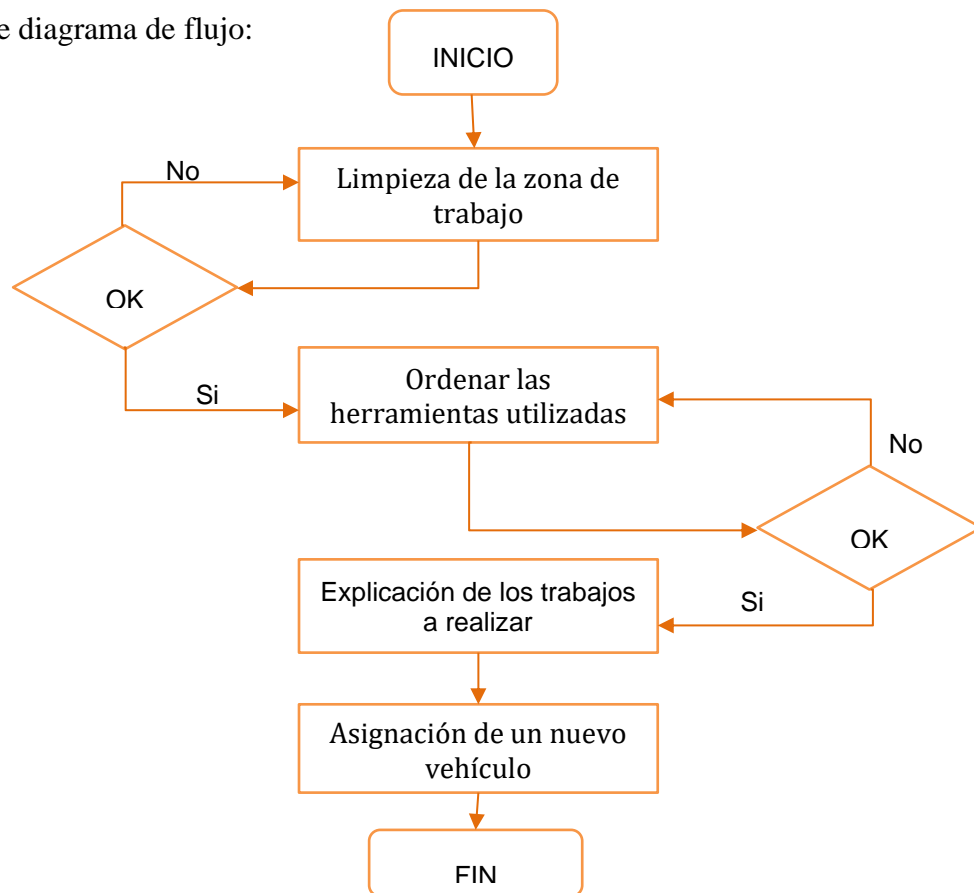 e diagrama de flujo:
INICIO
No
Limpieza de la zona de
trabajo
OK
Si
Ordenar las
herramientas utilizadas
No
OK
Explicación de los trabajos
a realizar
Si
Asignación de un nuevo
vehículo
FIN